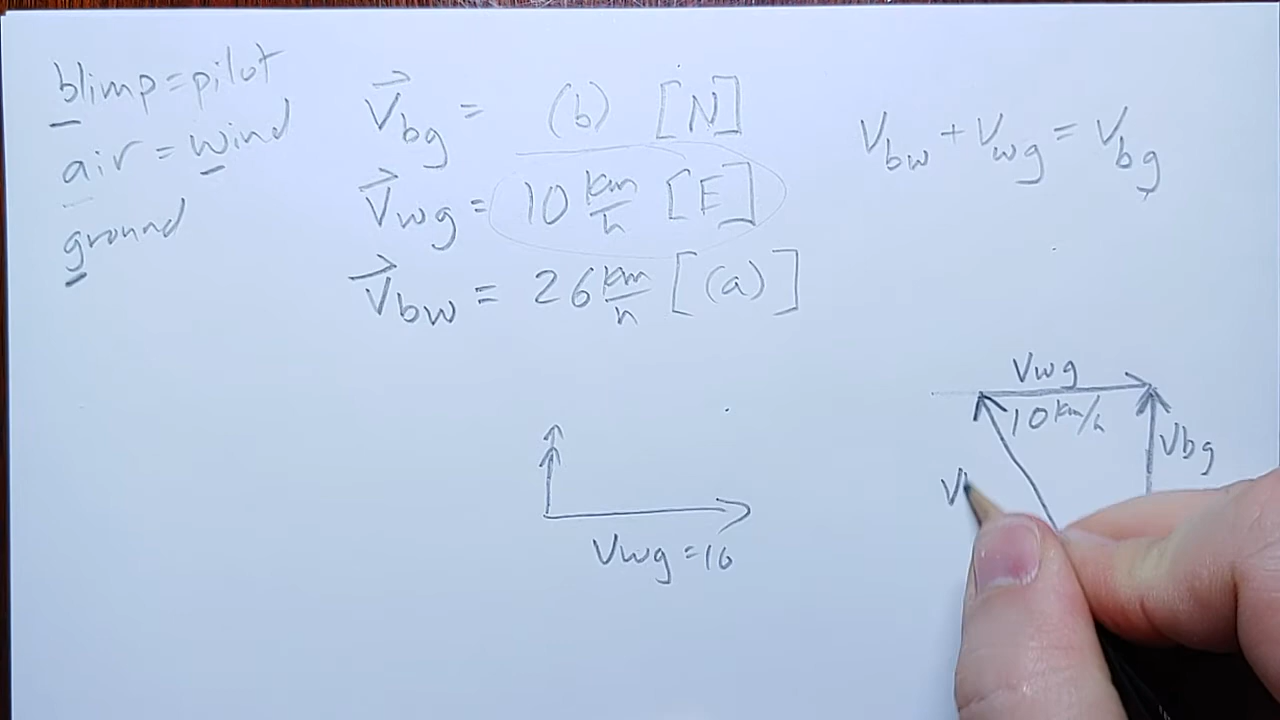 blimp = pilot
air = wind
ground
V⃗bg = (b) [N]
V⃗wg = 10 km/h [E]
V⃗bw = 26 km/h [(a)]
Vbw + Vwg = Vbg
Vwg
10 km/h
Vbg
V
Vwg = 10